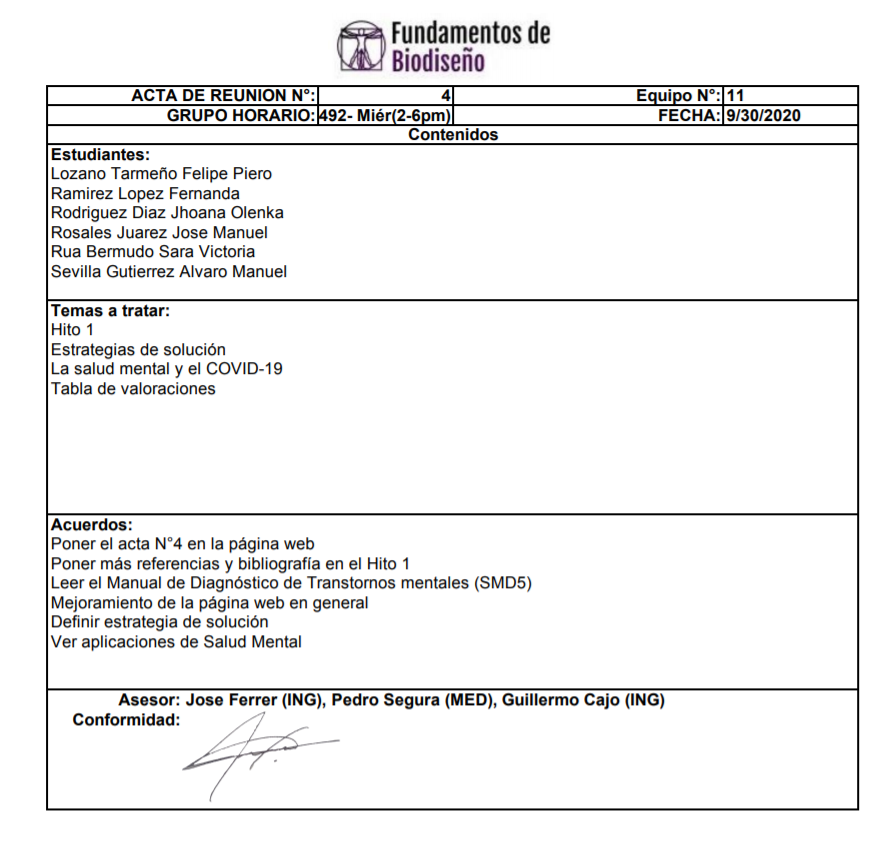 Fundamentos de
Biodiseño
ACTA DE REUNION N°: 4 Equipo N°: 11
GRUPO HORARIO: 492- Miér(2-6pm) FECHA: 9/30/2020
Contenidos
Estudiantes:
Lozano Tarmeño Felipe Piero
Ramirez Lopez Fernanda
Rodriguez Diaz Jhoana Olenka
Rosales Juarez Jose Manuel
Rua Bermudo Sara Victoria
Sevilla Gutierrez Alvaro Manuel
Temas a tratar:
Hito 1
Estrategias de solución
La salud mental y el COVID-19
Tabla de valoraciones
Acuerdos:
Poner el acta N°4 en la página web
Poner más referencias y bibliografía en el Hito 1
Leer el Manual de Diagnóstico de Transtornos mentales (SMD5)
Mejoramiento de la página web en general
Definir estrategia de solución
Ver aplicaciones de Salud Mental
Asesor: Jose Ferrer (ING), Pedro Segura (MED), Guillermo Cajo (ING)
Conformidad: